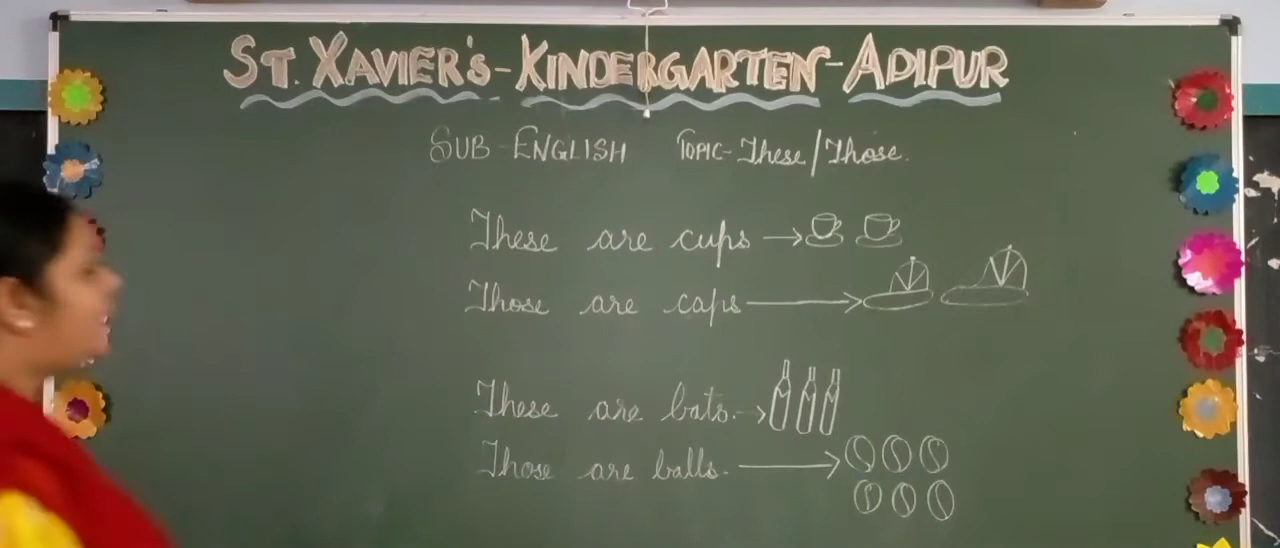 ST. XAVIER'S-KINDERGARTEN-ADIPUR
SUB-ENGLISH TOPIC-These/Those.
These are cups →
Those are caps →
These are bats. →
Those are balls. →